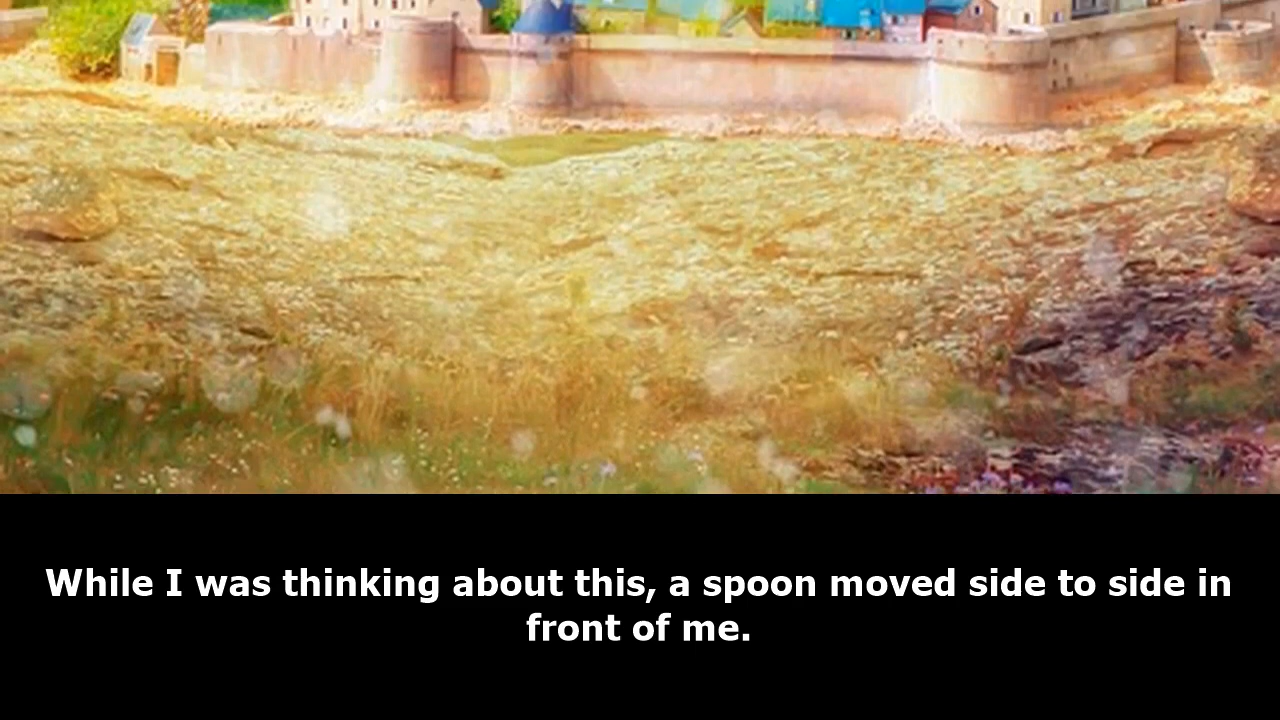 While I was thinking about this, a spoon moved side to side in
front of me.